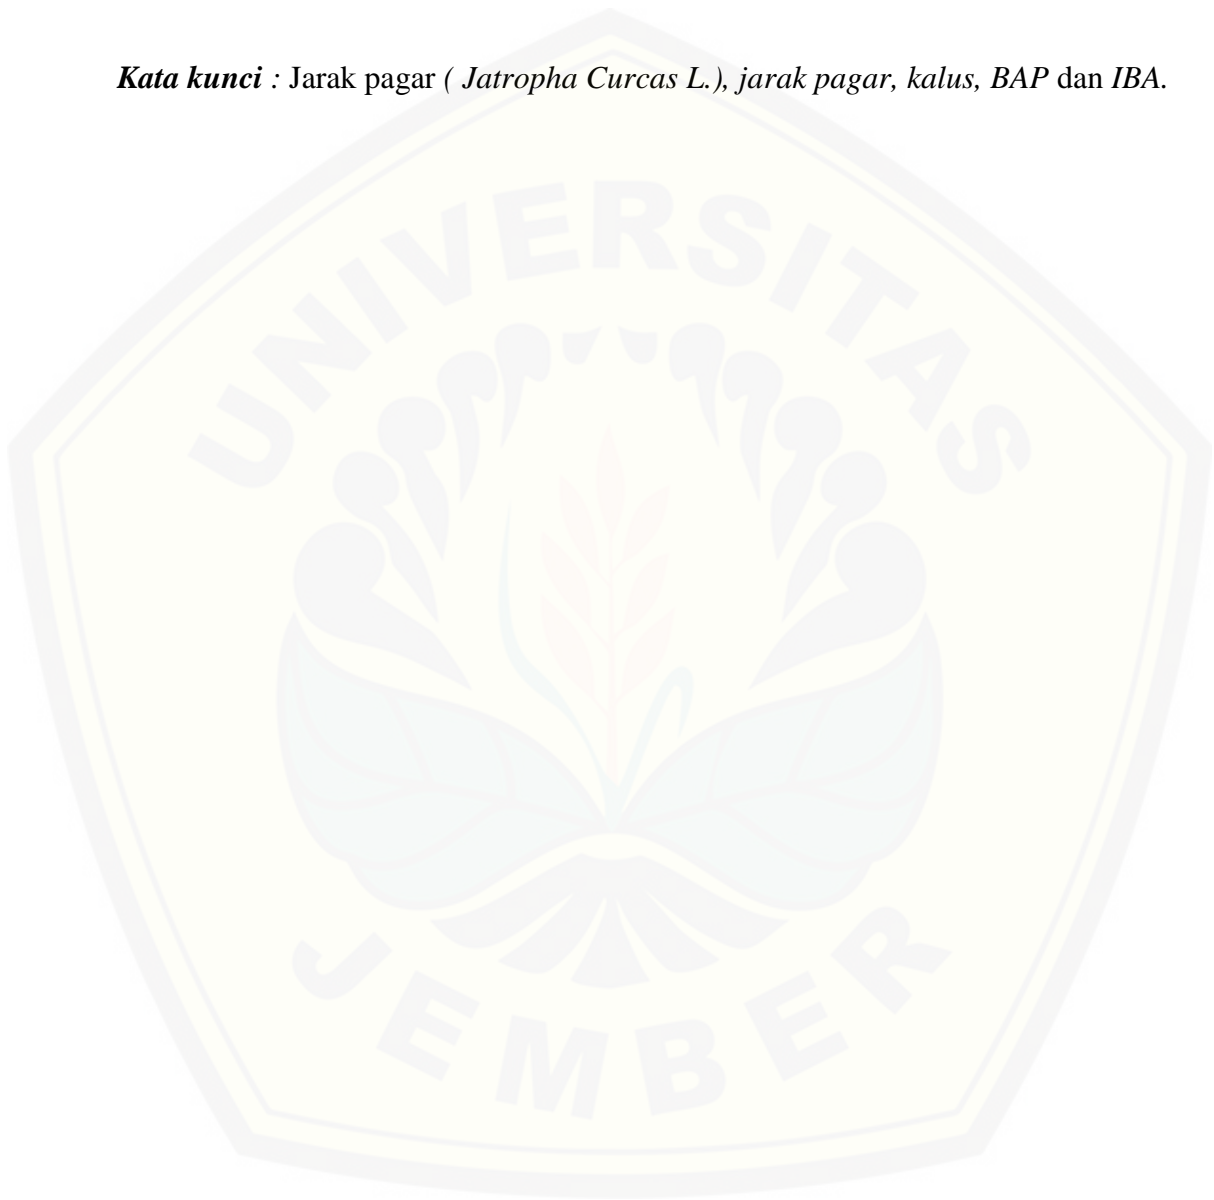 Kata kunci : Jarak pagar ( Jatropha Curcas L.), jarak pagar, kalus, BAP dan IBA.
UNIVERSITAS
JEMBER